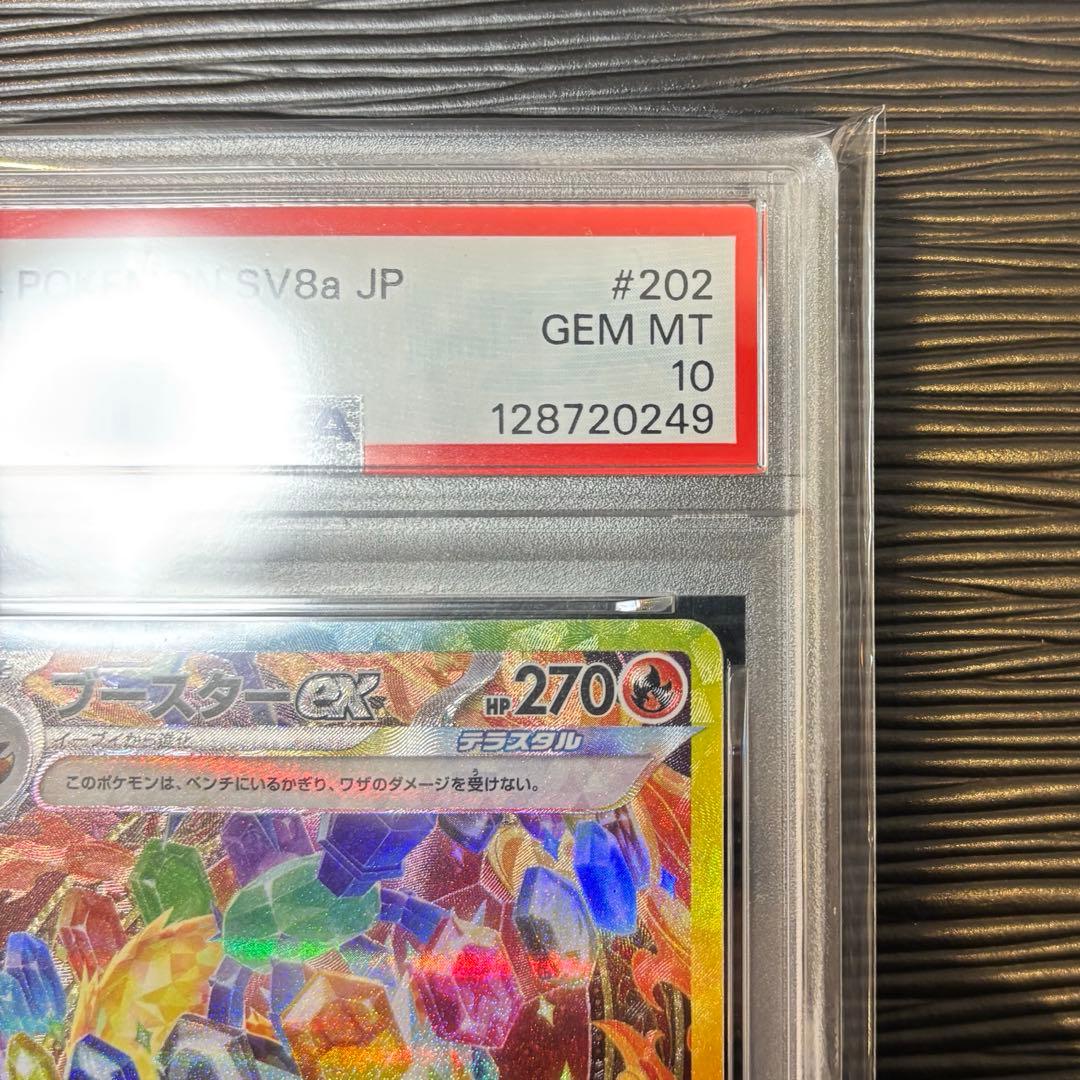 POKEMON SV8a JP
#202
GEM MT
10
128720249
ブースターex
HP 270
イーブイから進化
テラスタル
このポケモンは、ベンチにいるかぎり、ワザのダメージを受けない。